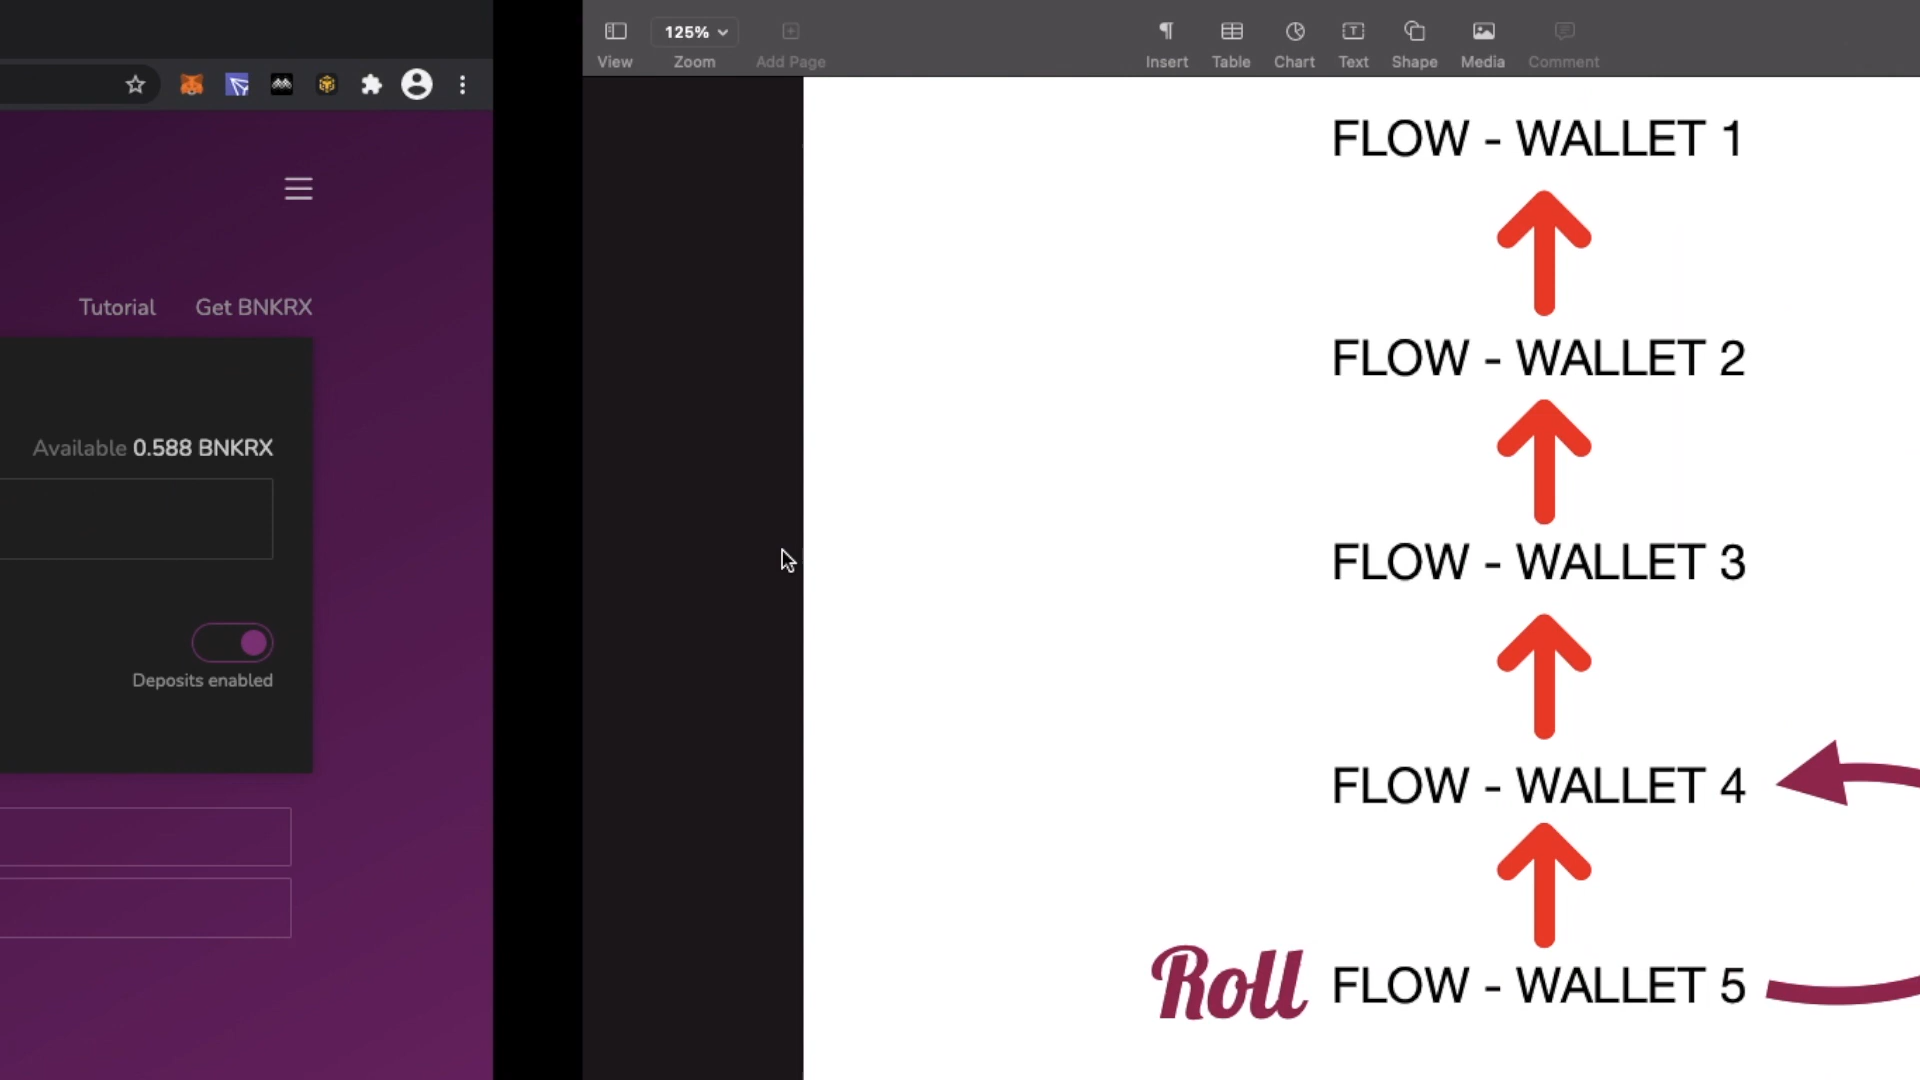 Tutorial Get BNKRX
Available 0.588 BNKRX
Deposits enabled
125%
View Zoom Add Page Insert Table Chart Text Shape Media Comment
FLOW - WALLET 1
FLOW - WALLET 2
FLOW - WALLET 3
FLOW - WALLET 4
Roll FLOW - WALLET 5